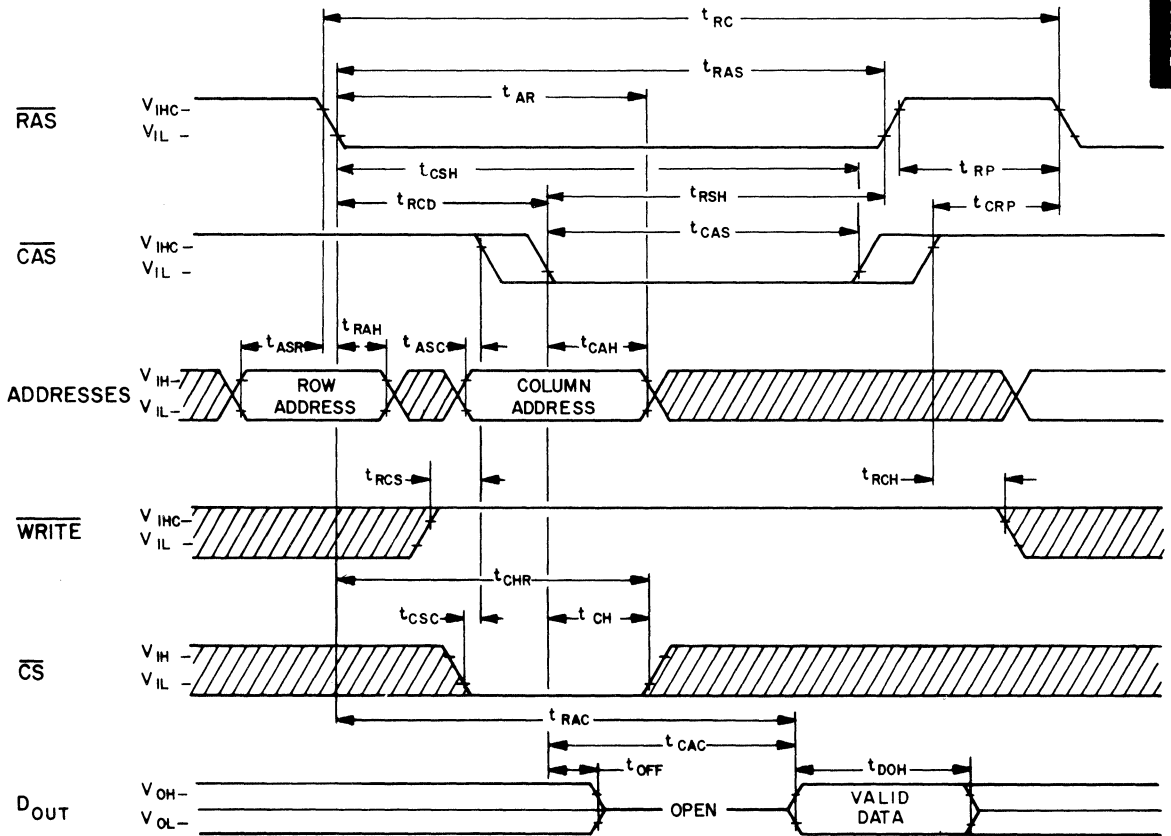 t RC
t RAS
t AR
RAS
V IHC
V IL
t CSH
t RP
t RSH
t RCD
t CRP
CAS
V IHC
V IL
t CAS
t ASR
t RAH
t ASC
t CAH
ADDRESSES
V IH
V IL
ROW ADDRESS
COLUMN ADDRESS
t RCS
t RCH
WRITE
V IHC
V IL
t CHR
t CSC
t CH
CS
V IH
V IL
t RAC
t CAC
t OFF
t DOH
D OUT
V OH
V OL
OPEN
VALID DATA